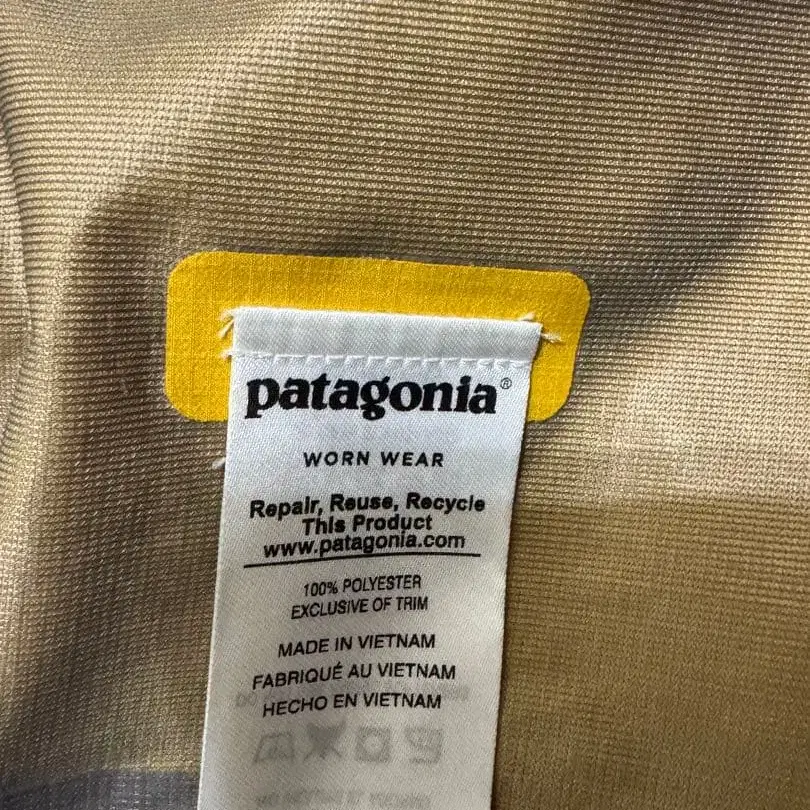 patagonia®
WORN WEAR
Repair, Reuse, Recycle
This Product
www.patagonia.com
100% POLYESTER
EXCLUSIVE OF TRIM
MADE IN VIETNAM
FABRIQUÉ AU VIETNAM
HECHO EN VIETNAM